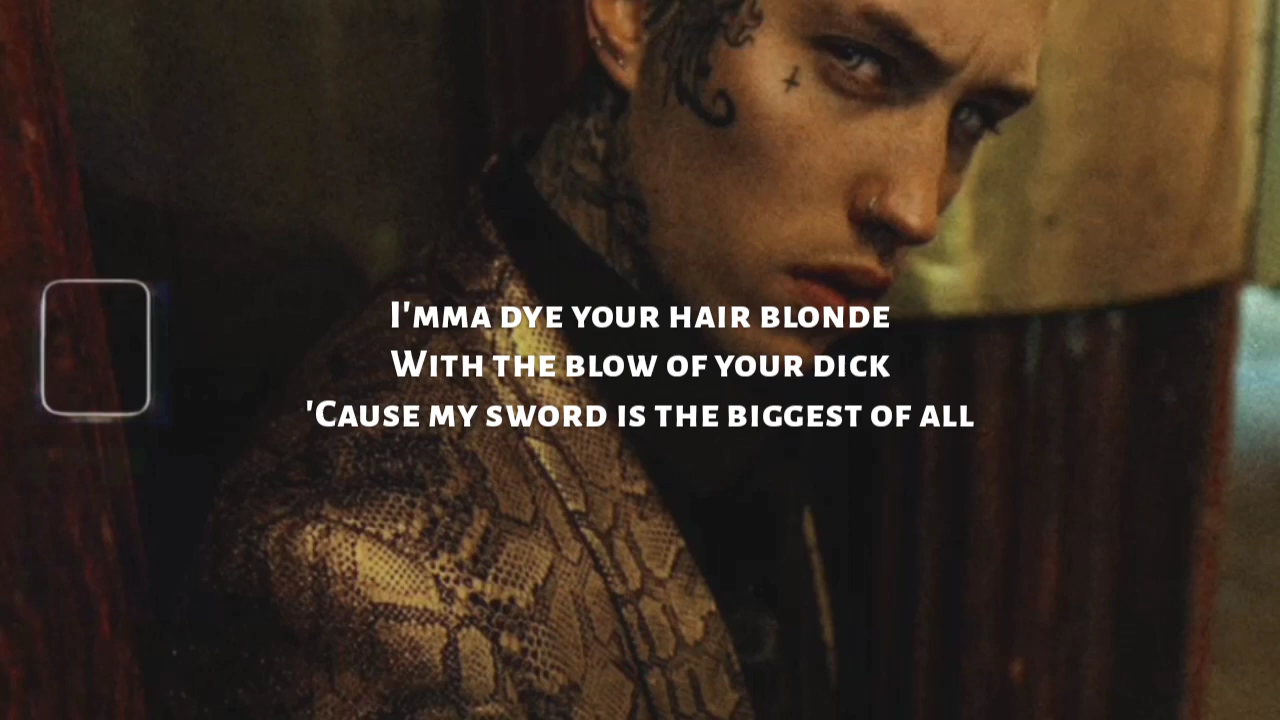 I'mma dye your hair blonde
With the blow of your dick
'Cause my sword is the biggest of all